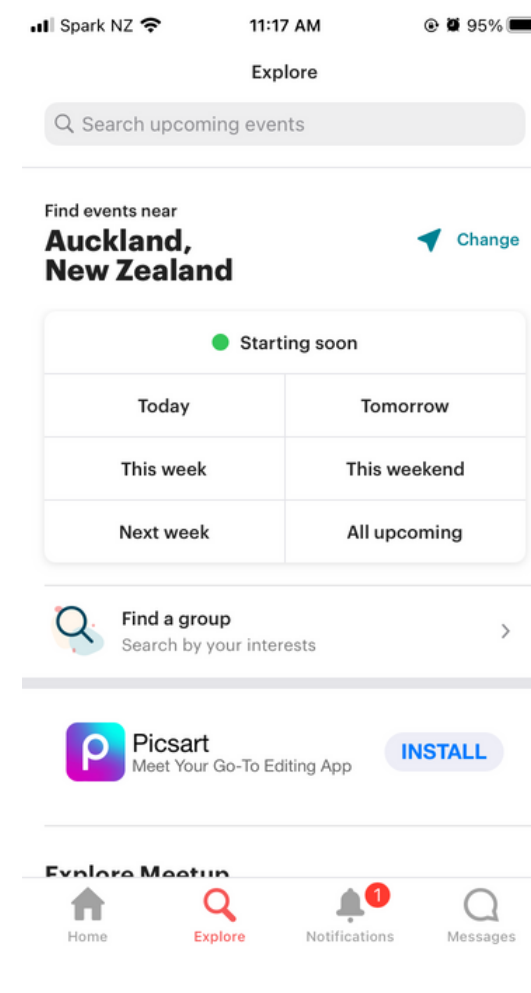 Spark NZ 11:17 AM 95%
Explore
Search upcoming events
Find events near
Auckland,
New Zealand
Change
Starting soon
Today Tomorrow
This week This weekend
Next week All upcoming
Find a group
Search by your interests
Picsart
Meet Your Go-To Editing App
INSTALL
Explore Meetup
1
Home Explore Notifications Messages